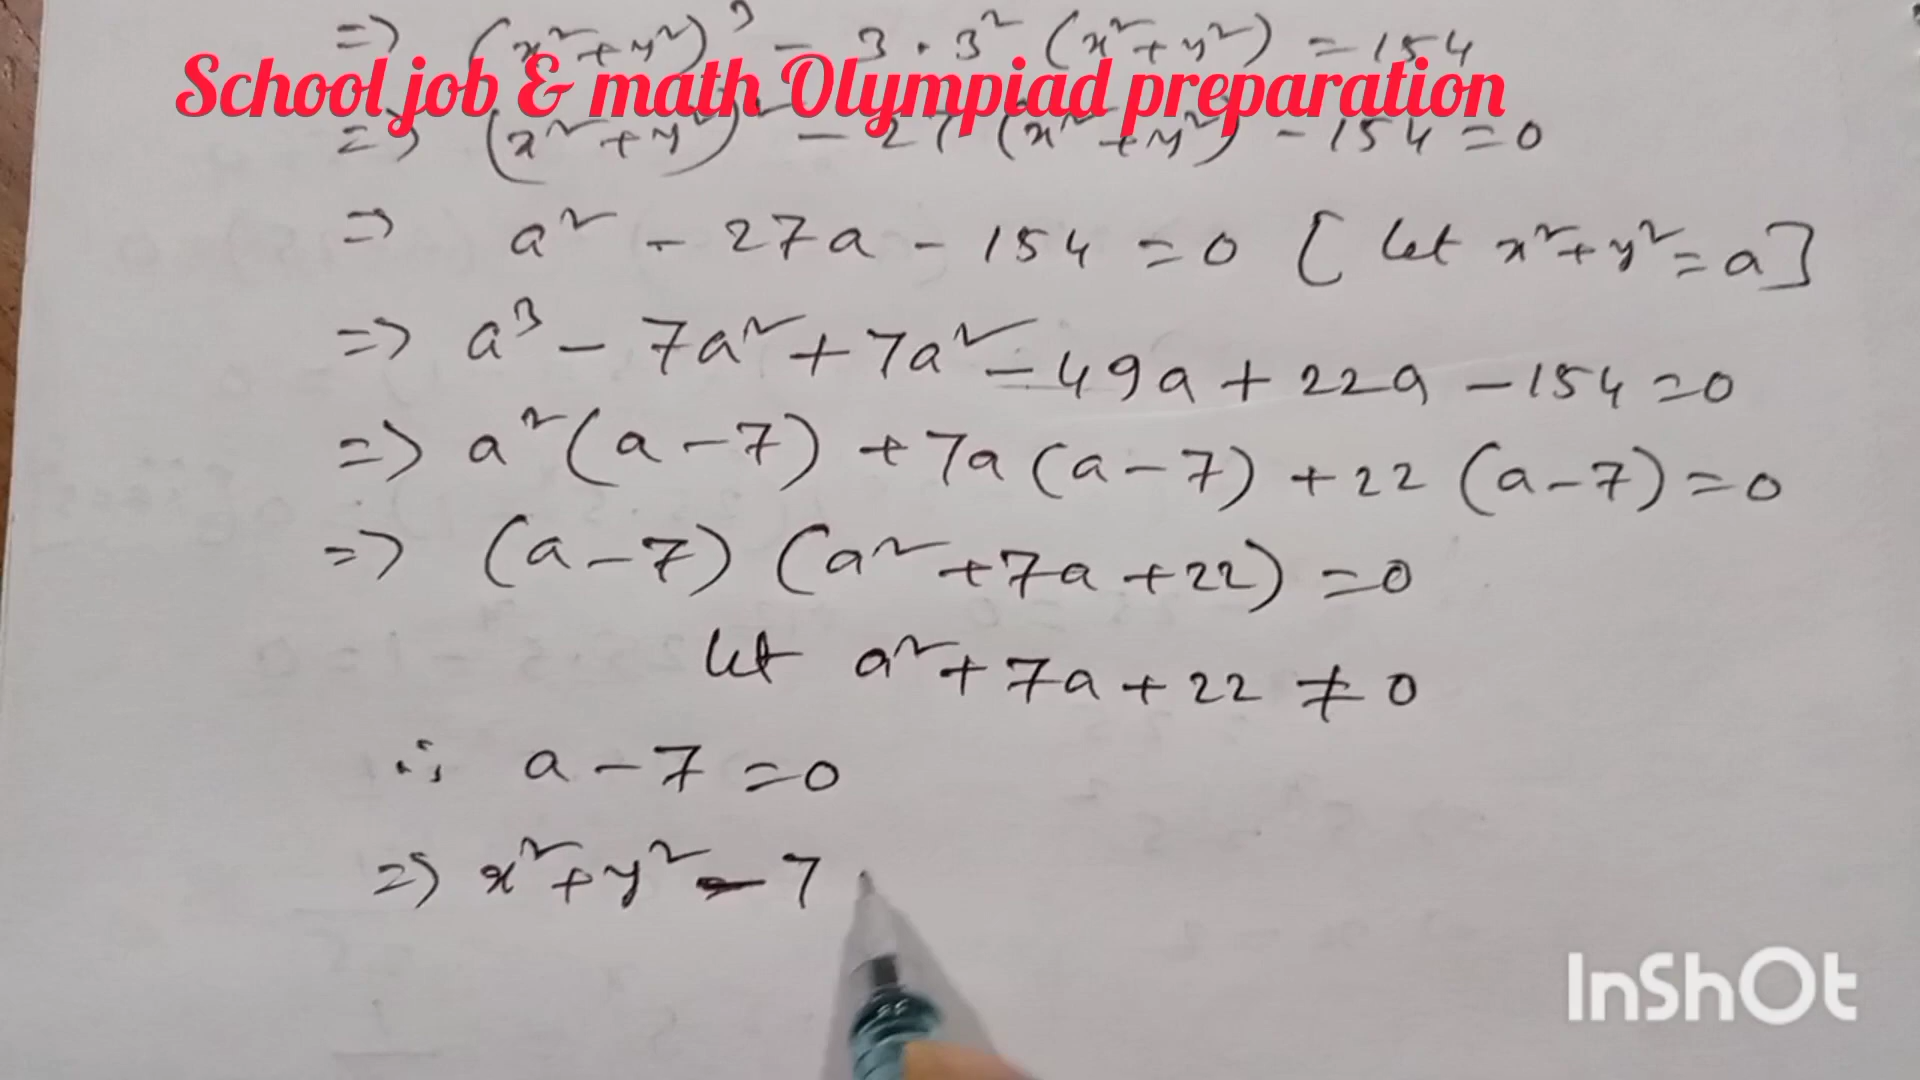 => (x²+y²)³ - 3·3² (x²+y²) = 154
School job & math Olympiad preparation
=> (x²+y²)² - 27 (x²+y²) - 154 = 0
=> a² - 27a - 154 = 0 [let x²+y² = a]
=> a³ - 7a² + 7a² - 49a + 22a - 154 = 0
=> a² (a-7) + 7a (a-7) + 22 (a-7) = 0
=> (a-7) (a² + 7a + 22) = 0
let a² + 7a + 22 ≠ 0
∴ a - 7 = 0
=> x² + y² - 7
InShOt